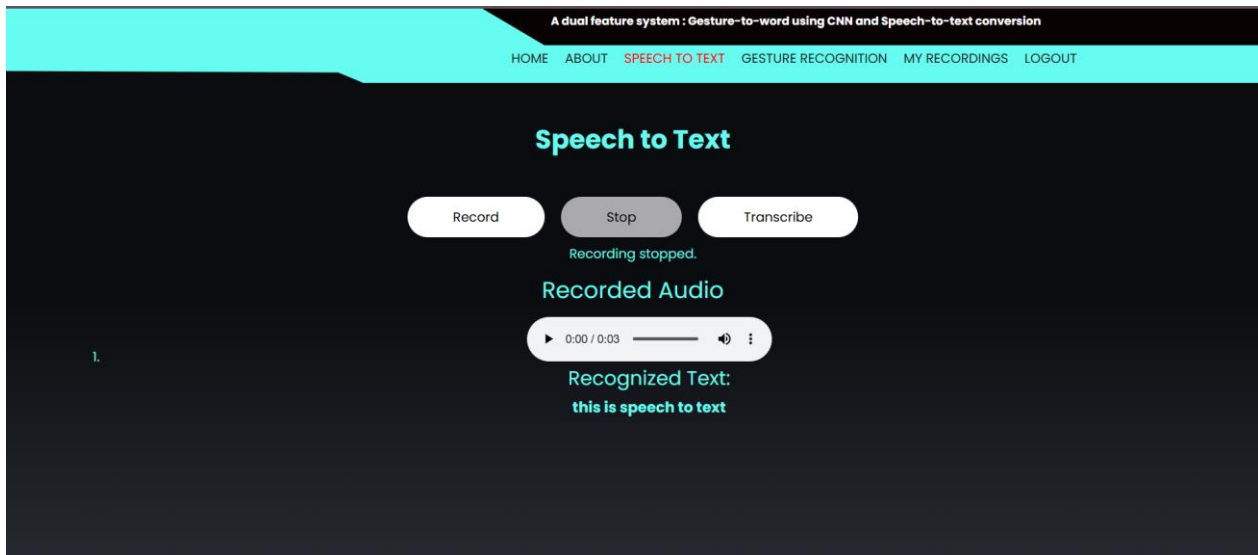 A dual feature system : Gesture-to-word using CNN and Speech-to-text conversion
HOME ABOUT SPEECH TO TEXT GESTURE RECOGNITION MY RECORDINGS LOGOUT
Speech to Text
Record Stop Transcribe
Recording stopped.
Recorded Audio
0:00 / 0:03
1.
Recognized Text:
this is speech to text